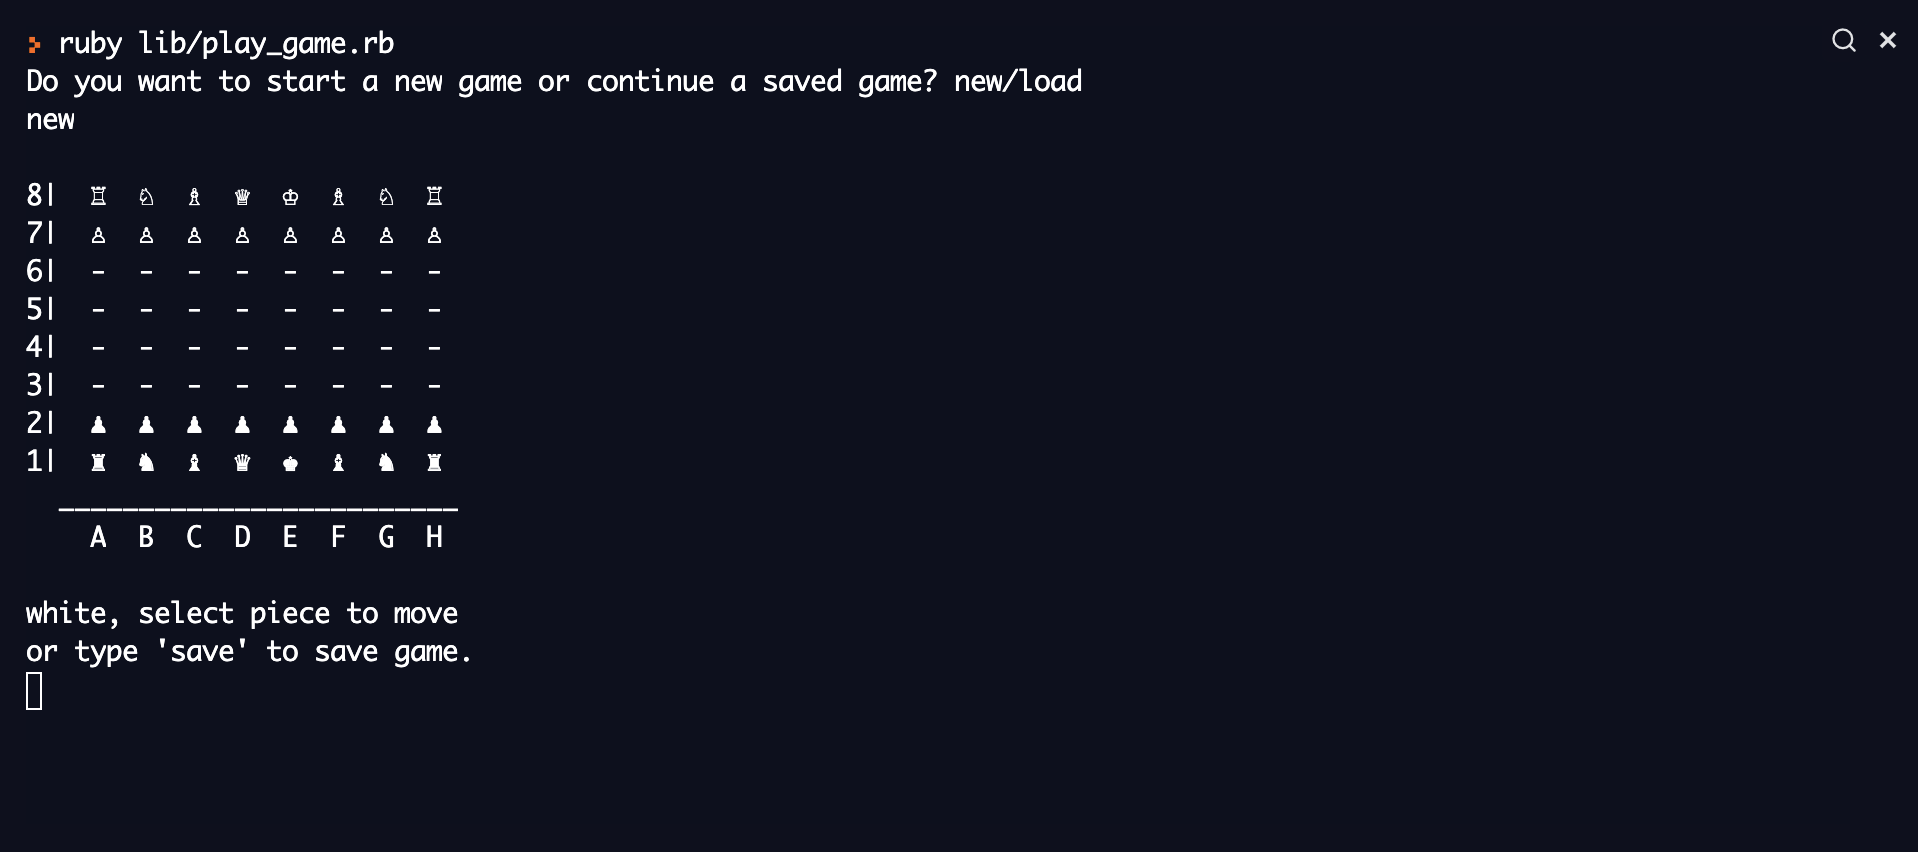 ❯ ruby lib/play_game.rb
Do you want to start a new game or continue a saved game? new/load
new
8| ♖ ♘ ♗ ♛ ♔ ♗ ♘ ♖
7| ♙ ♙ ♙ ♙ ♙ ♙ ♙ ♙
6| - - - - - - - -
5| - - - - - - - -
4| - - - - - - - -
3| - - - - - - - -
2| ♟ ♟ ♟ ♟ ♟ ♟ ♟ ♟
1| ♜ ♞ ♝ ♛ ♚ ♝ ♞ ♜
_________________________
A B C D E F G H
white, select piece to move
or type 'save' to save game.